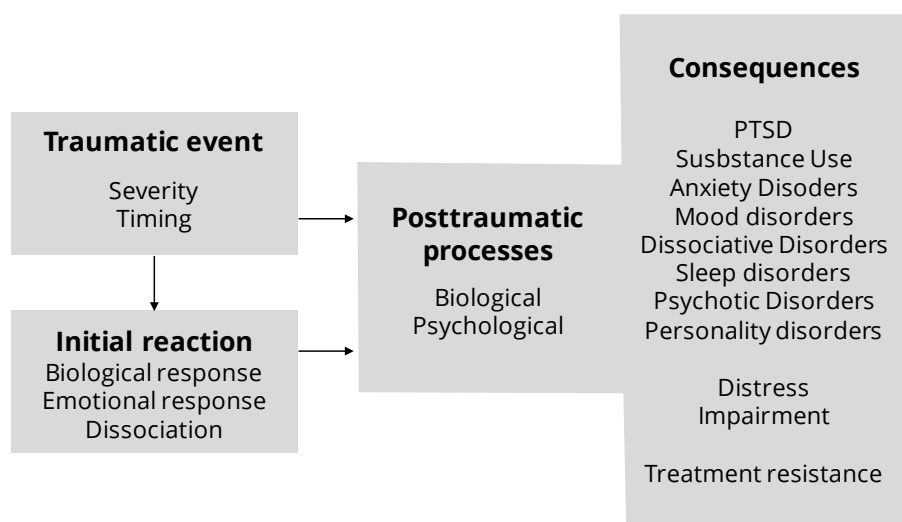 Traumatic event
Severity
Timing
Initial reaction
Biological response
Emotional response
Dissociation
Posttraumatic
processes
Biological
Psychological
Consequences
PTSD
Susbstance Use
Anxiety Disoders
Mood disorders
Dissociative Disorders
Sleep disorders
Psychotic Disorders
Personality disorders
Distress
Impairment
Treatment resistance